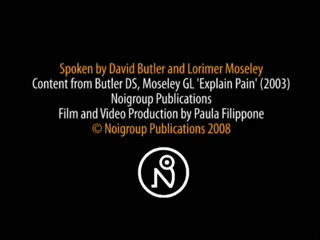 Spoken by David Butler and Lorimer Moseley
Content from Butler DS, Moseley GL 'Explain Pain' (2003)
Noigroup Publications
Film and Video Production by Paula Filippone
© Noigroup Publications 2008